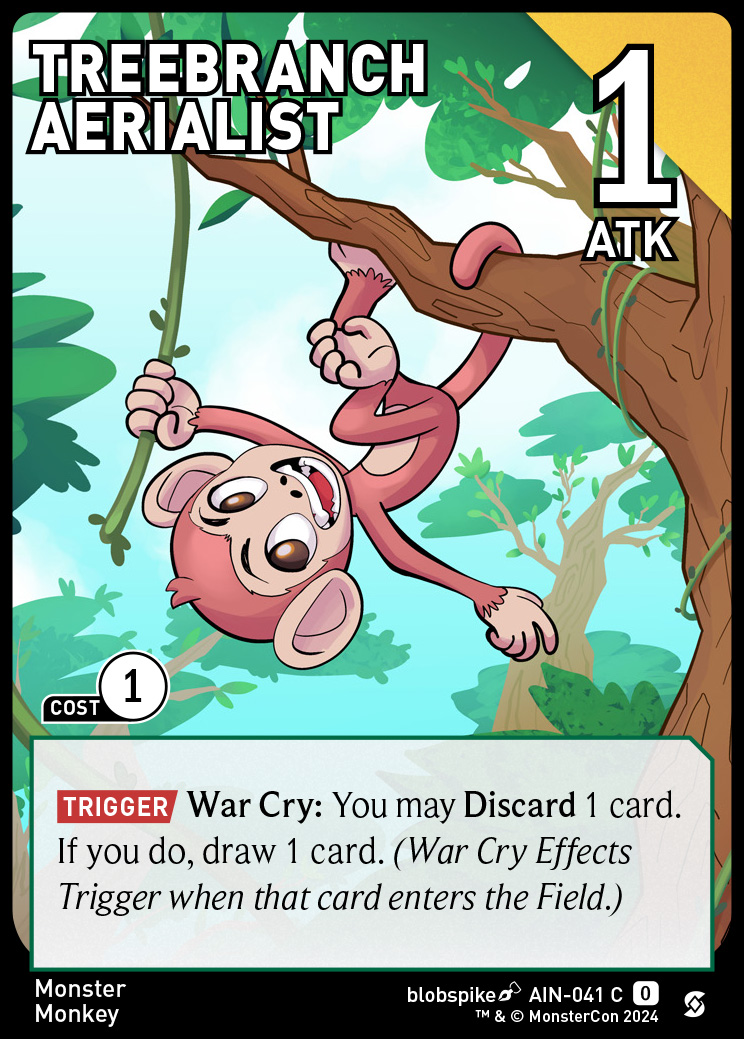 TREEBRANCH
AERIALIST
1
ATK
COST 1
TRIGGER War Cry: You may Discard 1 card.
If you do, draw 1 card. (War Cry Effects
Trigger when that card enters the Field.)
Monster
Monkey
blobspike AIN-041 C 0
™ & © MonsterCon 2024